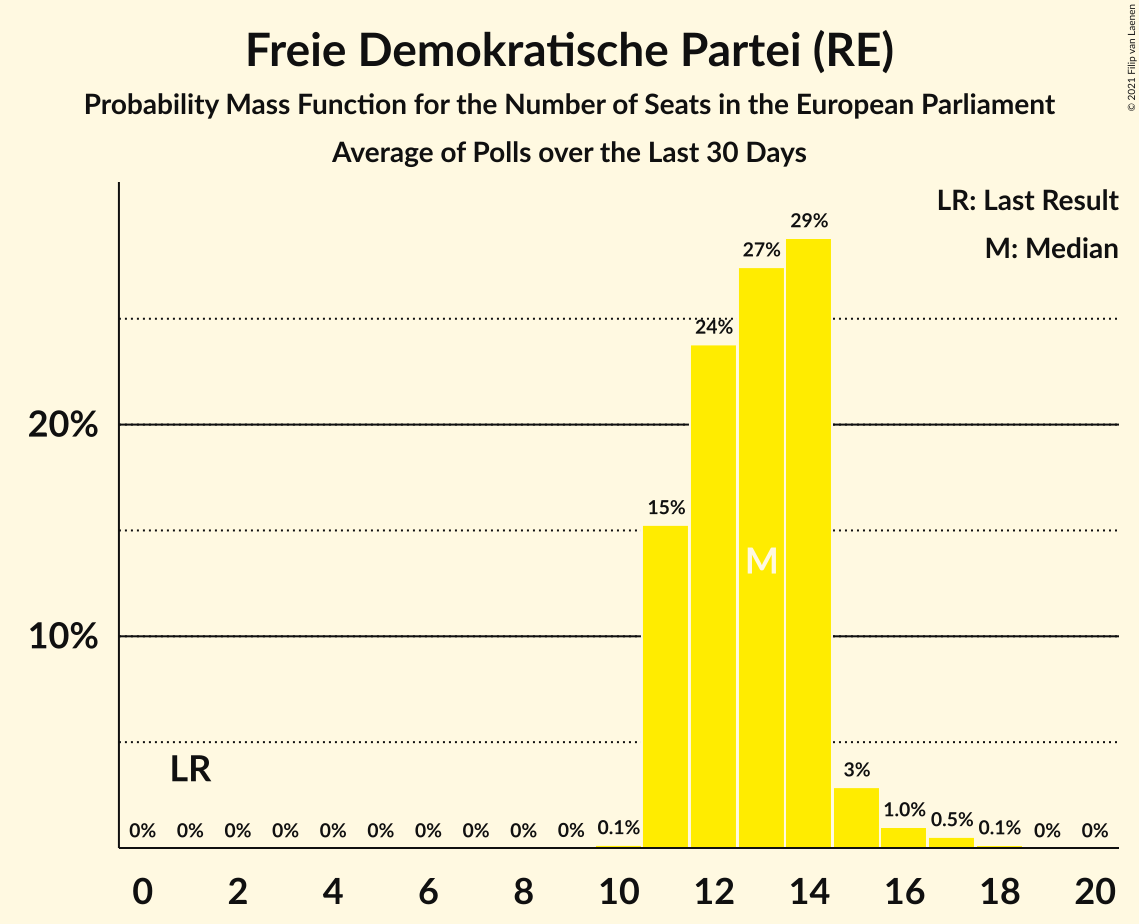 Freie Demokratische Partei (RE)
Probability Mass Function for the Number of Seats in the European Parliament
Average of Polls over the Last 30 Days
© 2021 Filip van Laenen
LR: Last Result
M: Median
29%
27%
24%
20%
15%
M
10%
LR
3%
0% 0% 0% 0% 0% 0% 0% 0% 0% 0% 0.1% 1.0% 0.5% 0.1% 0% 0%
0 2 4 6 8 10 12 14 16 18 20